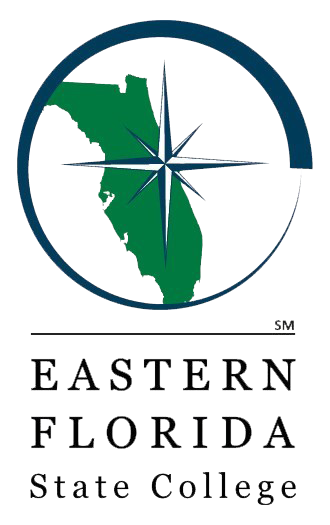 SM
EASTERN
FLORIDA
State College